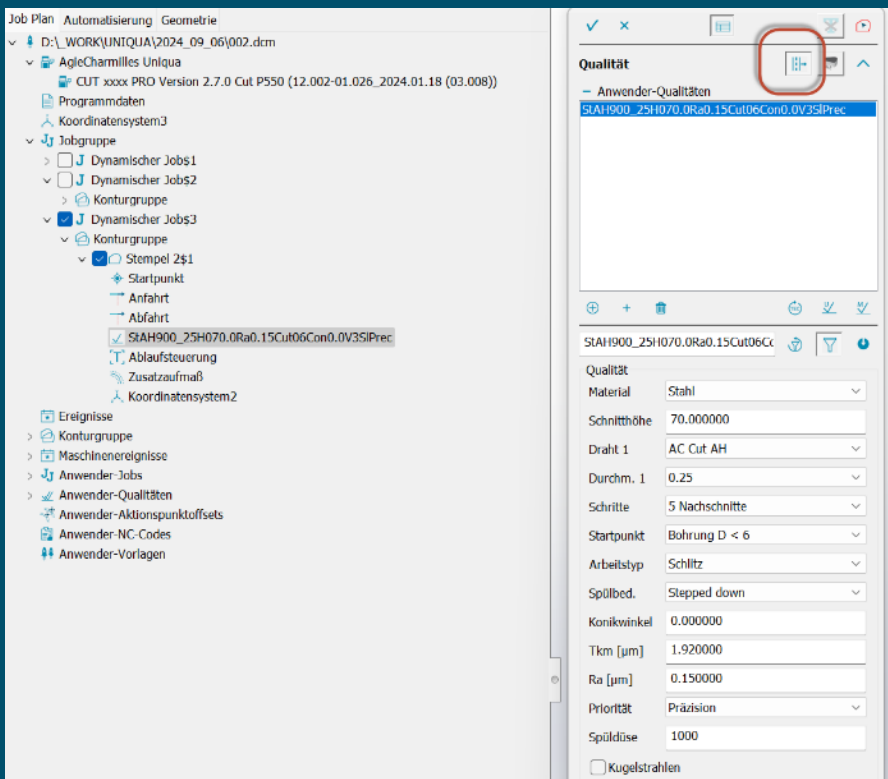 Job Plan Automatisierung Geometrie
D:\_WORK\UNIQUA\2024_09_06\002.dcm
AgieCharmilles Uniqua
CUT xxxx PRO Version 2.7.0 Cut P550 (12.002-01.026_2024.01.18 (03.008))
Programmdaten
Koordinatensystem3
Jobgruppe
J Dynamischer Job$1
J Dynamischer Job$2
Konturgruppe
J Dynamischer Job$3
Konturgruppe
Stempel 2$1
Startpunkt
Anfahrt
Abfahrt
StAH900_25H070.0Ra0.15Cut06Con0.0V3SlPrec
Ablaufsteuerung
Zusatzaufmaß
Koordinatensystem2
Ereignisse
Konturgruppe
Maschinenereignisse
Anwender-Jobs
Anwender-Qualitäten
Anwender-Aktionspunktoffsets
Anwender-NC-Codes
Anwender-Vorlagen
Qualität
Anwender-Qualitäten
StAH900_25H070.0Ra0.15Cut06Con0.0V3SlPrec
StAH900_25H070.0Ra0.15Cut06Cc
Qualität
Material Stahl
Schnitthöhe 70.000000
Draht 1 AC Cut AH
Durchm. 1 0.25
Schritte 5 Nachschnitte
Startpunkt Bohrung D < 6
Arbeitstyp Schlitz
Spülbed. Stepped down
Konikwinkel 0.000000
Tkm [µm] 1.920000
Ra [µm] 0.150000
Priorität Präzision
Spüldüse 1000
Kugelstrahlen